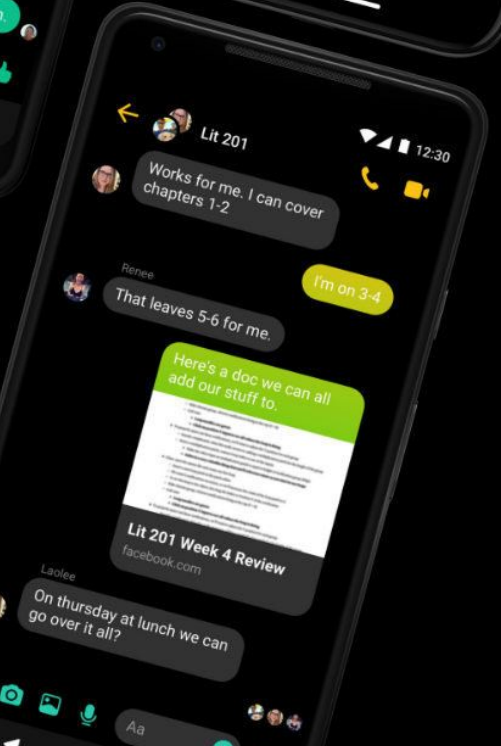 Lit 201
12:30
Works for me. I can cover
chapters 1-2
I'm on 3-4
Renee
That leaves 5-6 for me.
Here's a doc we can all
add our stuff to.
Lit 201 Week 4 Review
facebook.com
Laolee
On thursday at lunch we can
go over it all?
Aa